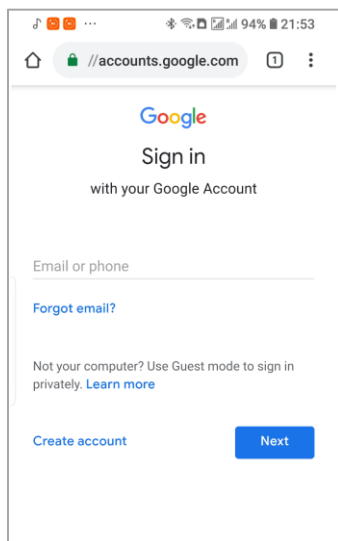 94% 21:53
//accounts.google.com 1
Google
Sign in
with your Google Account
Email or phone
Forgot email?
Not your computer? Use Guest mode to sign in
privately. Learn more
Create account Next